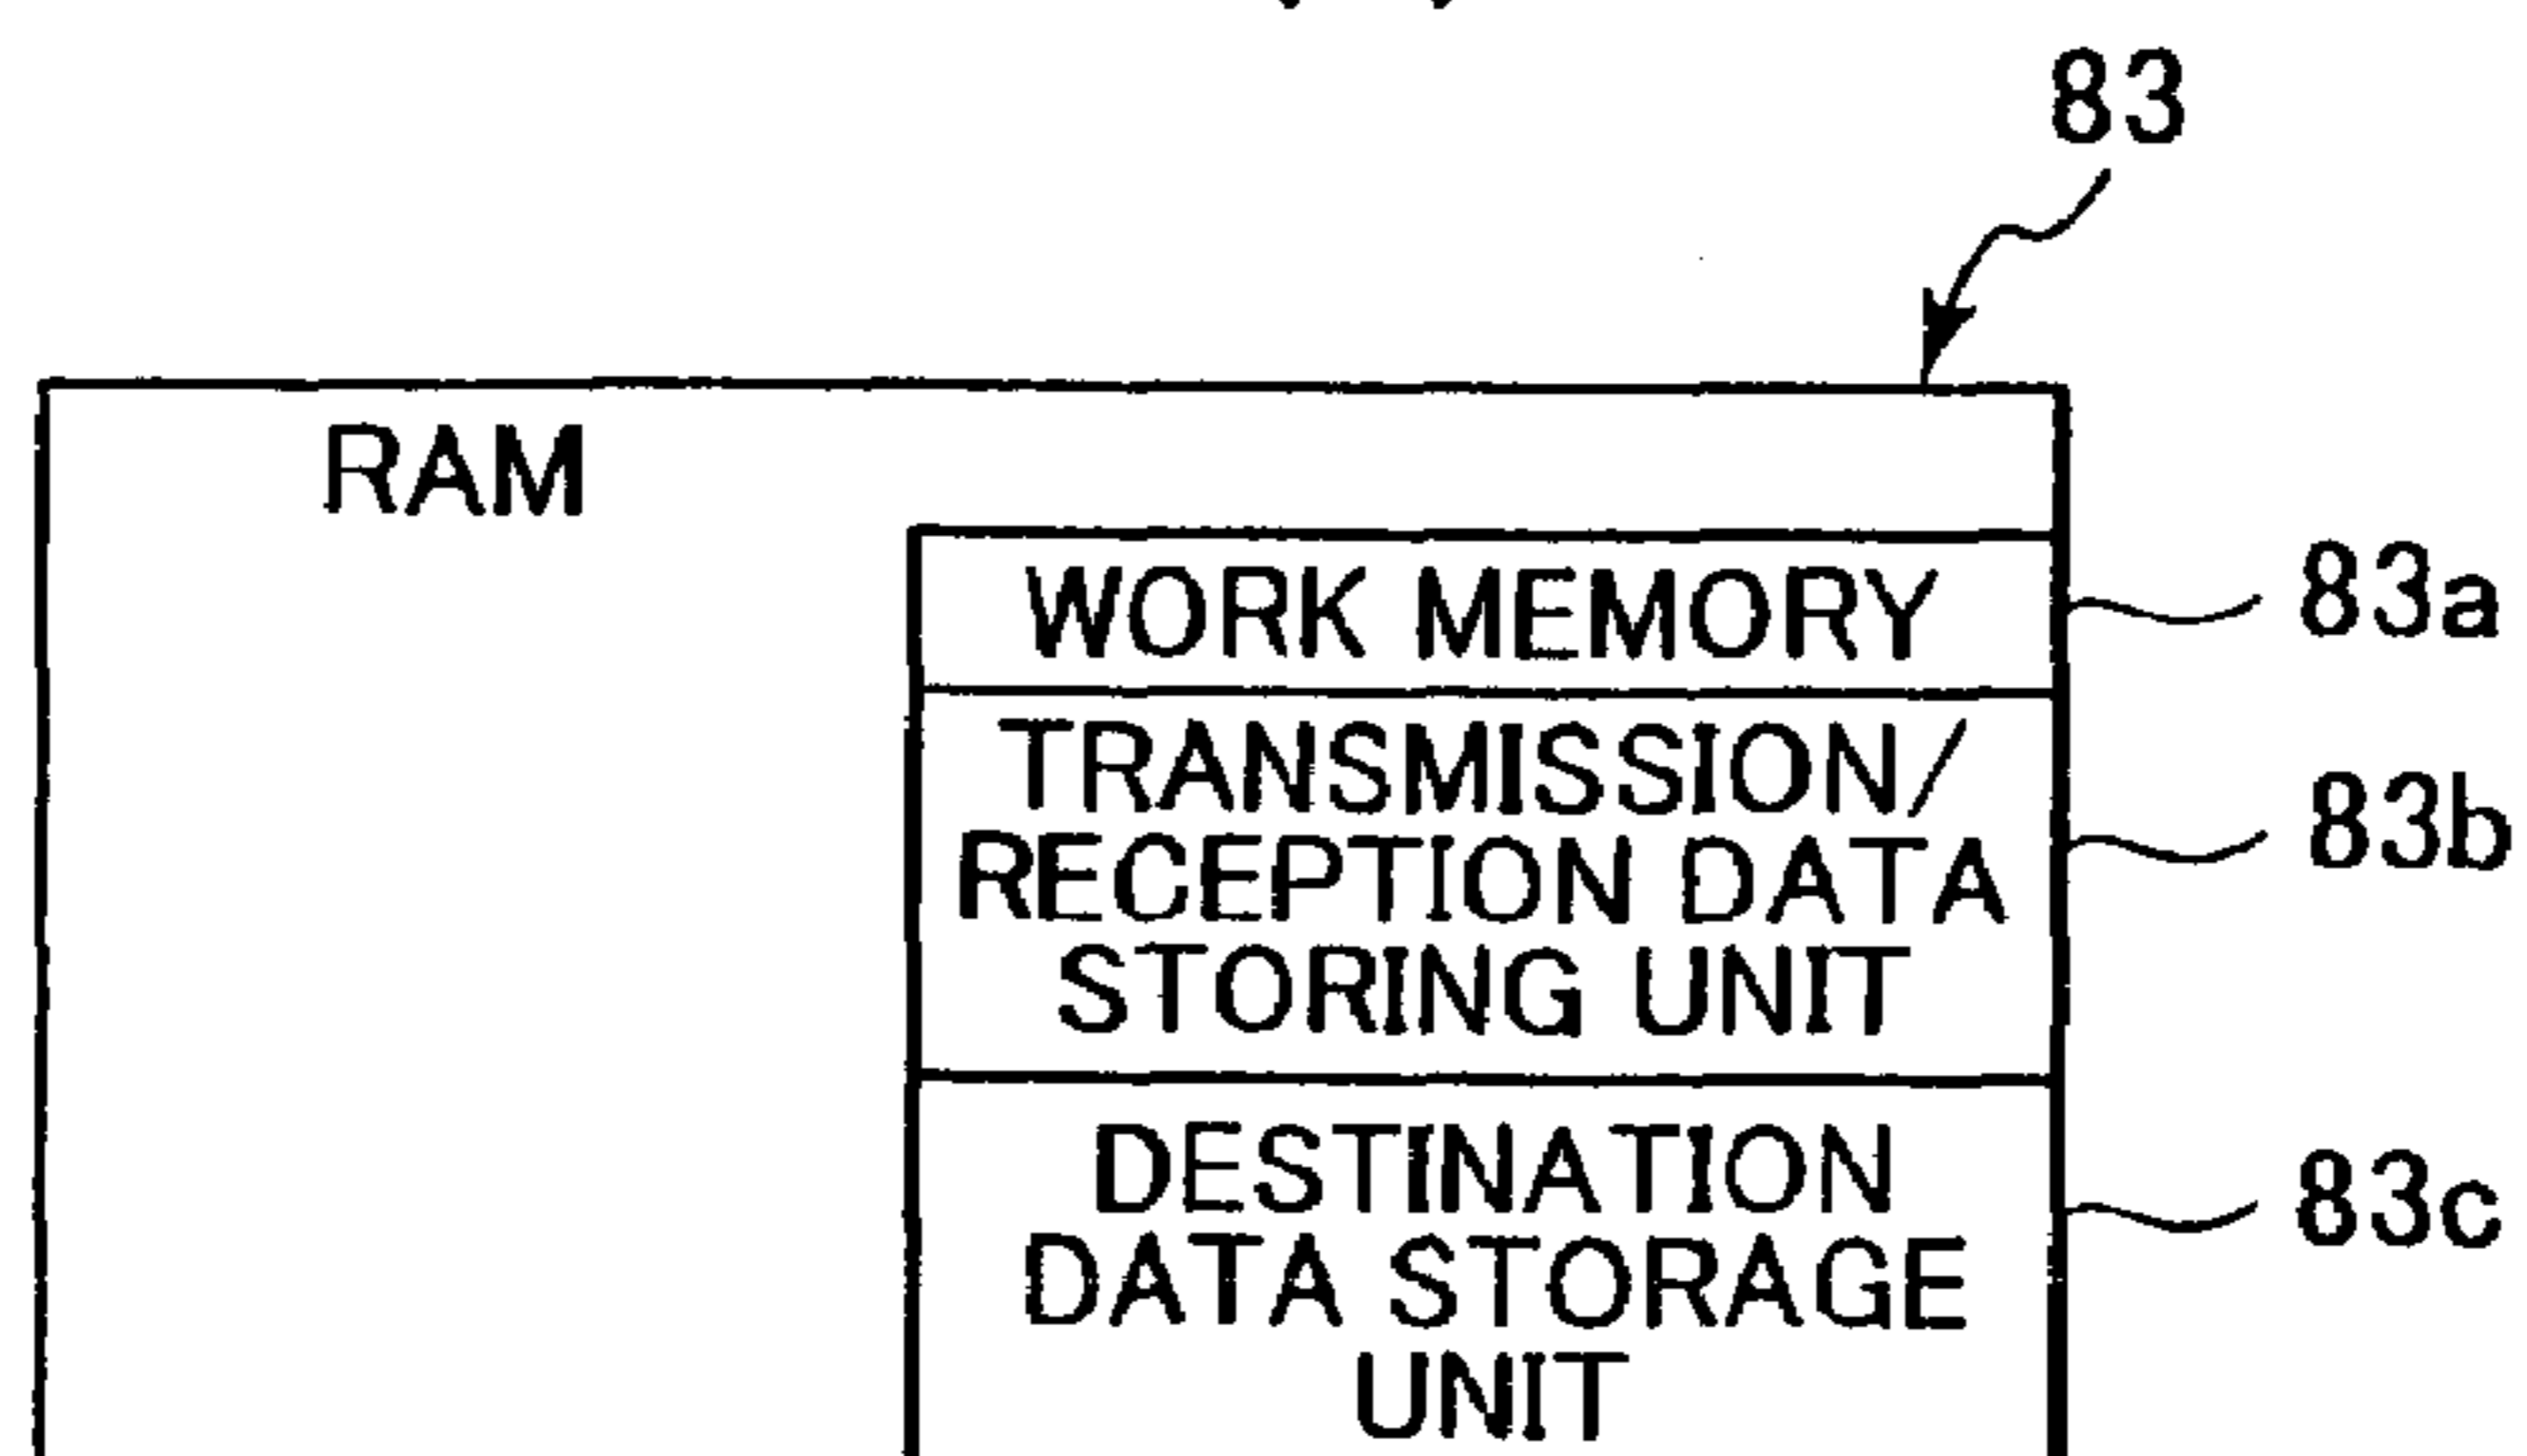 83
RAM
WORK MEMORY
83a
TRANSMISSION/
RECEPTION DATA
STORING UNIT
83b
DESTINATION
DATA STORAGE
UNIT
83c